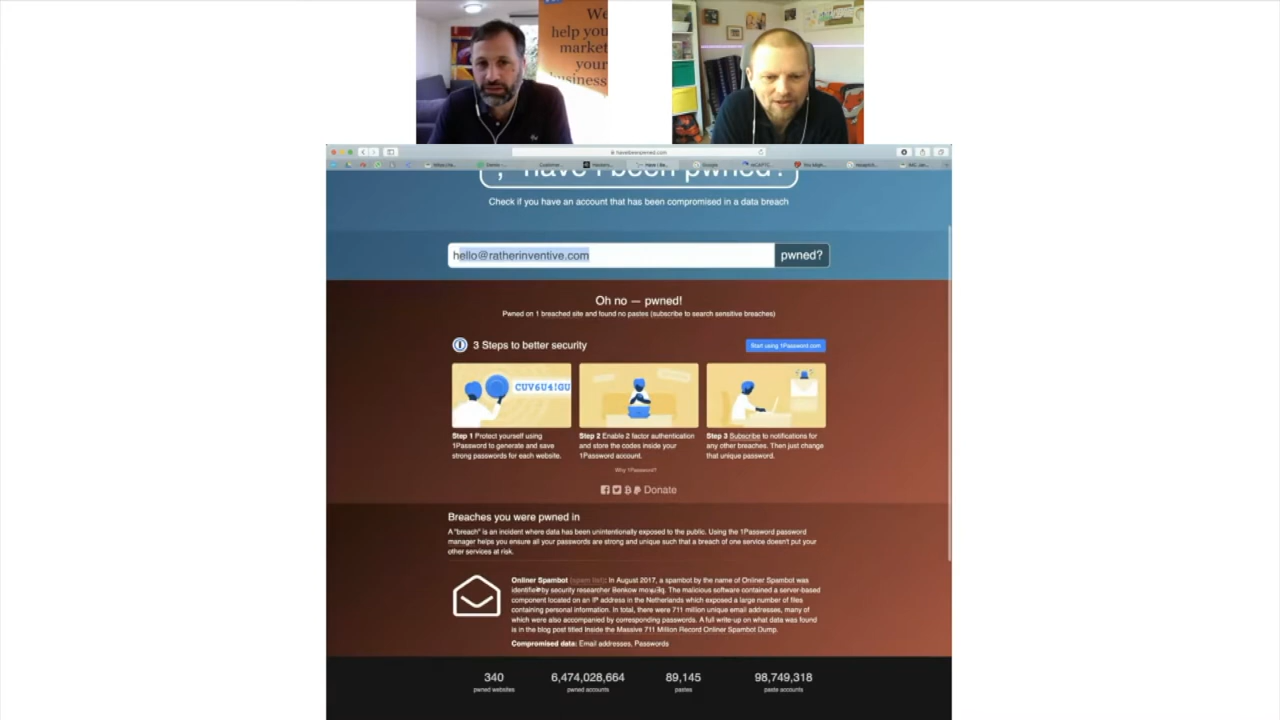 We
help you
market
your
business
haveibeenpwned.com
Google
have i been pwned?
Check if you have an account that has been compromised in a data breach
hello@ratherinventive.com
pwned?
Oh no — pwned!
Pwned on 1 breached site and found no pastes (subscribe to search sensitive breaches)
3 Steps to better security
Start using 1Password.com
CUV6U4!GU
Step 1 Protect yourself using
1Password to generate and save
strong passwords for each website.
Step 2 Enable 2 factor authentication
and store the codes inside your
1Password account.
Step 3 Subscribe to notifications for
any other breaches. Then just change
that unique password.
Why 1Password?
Donate
Breaches you were pwned in
A "breach" is an incident where data has been unintentionally exposed to the public. Using the 1Password password
manager helps you ensure all your passwords are strong and unique such that a breach of one service doesn't put your
other services at risk.
Onliner Spambot (spam list): In August 2017, a spambot by the name of Onliner Spambot was
identified by security researcher Benkow moʞuƎq. The malicious software contained a server-based
component located on an IP address in the Netherlands which exposed a large number of files
containing personal information. In total, there were 711 million unique email addresses, many of
which were also accompanied by corresponding passwords. A full write-up on what data was found
is in the blog post titled Inside the Massive 711 Million Record Onliner Spambot Dump.
Compromised data: Email addresses, Passwords
340
pwned websites
6,474,028,664
pwned accounts
89,145
pastes
98,749,318
paste accounts